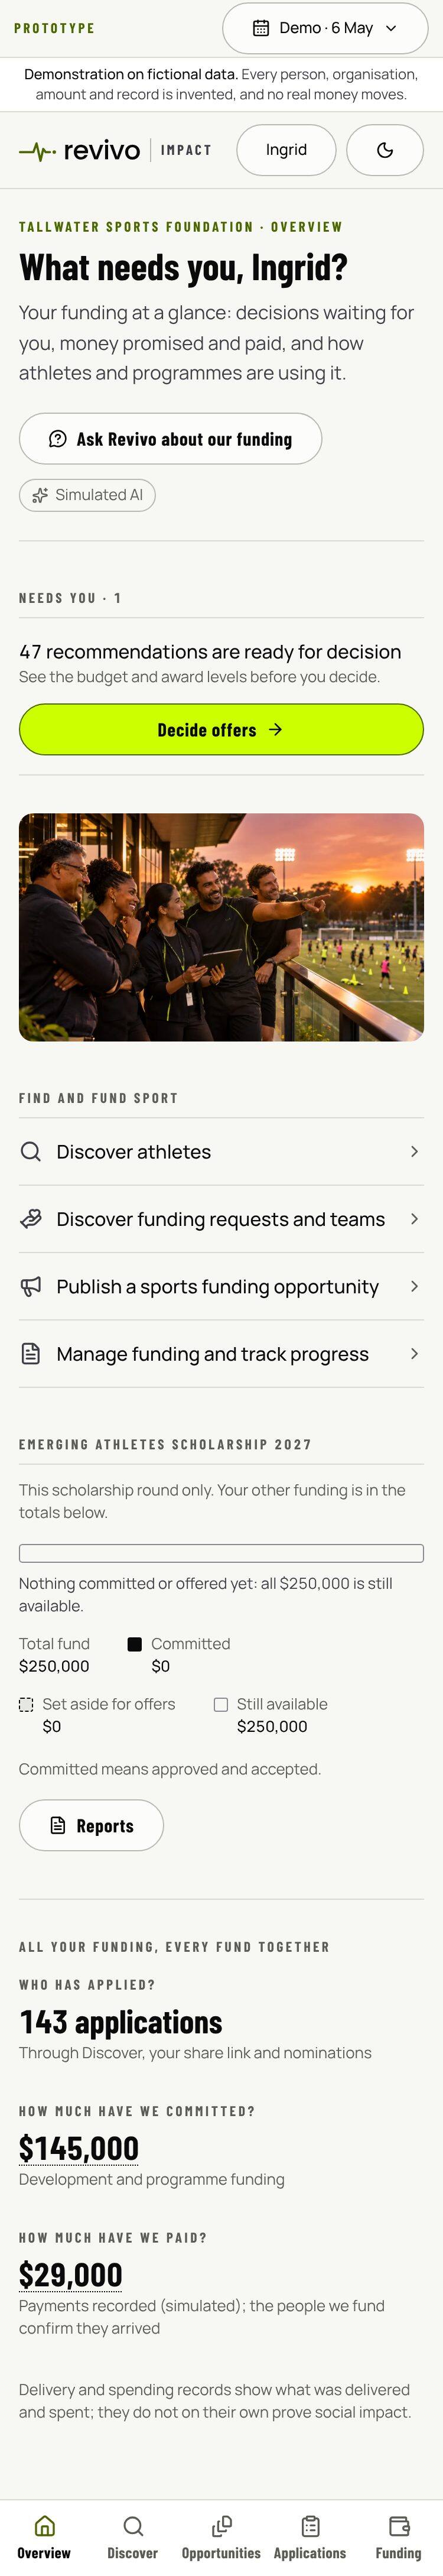 PROTOTYPE
Demo · 6 May
Demonstration on fictional data. Every person, organisation,
amount and record is invented, and no real money moves.
revivo
IMPACT
Ingrid
TALLWATER SPORTS FOUNDATION · OVERVIEW
What needs you, Ingrid?
Your funding at a glance: decisions waiting for
you, money promised and paid, and how
athletes and programmes are using it.
Ask Revivo about our funding
Simulated AI
NEEDS YOU · 1
47 recommendations are ready for decision
See the budget and award levels before you decide.
Decide offers
FIND AND FUND SPORT
Discover athletes
Discover funding requests and teams
Publish a sports funding opportunity
Manage funding and track progress
EMERGING ATHLETES SCHOLARSHIP 2027
This scholarship round only. Your other funding is in the
totals below.
Nothing committed or offered yet: all $250,000 is still
available.
Total fund
$250,000
Committed
$0
Set aside for offers
$0
Still available
$250,000
Committed means approved and accepted.
Reports
ALL YOUR FUNDING, EVERY FUND TOGETHER
WHO HAS APPLIED?
143 applications
Through Discover, your share link and nominations
HOW MUCH HAVE WE COMMITTED?
$145,000
Development and programme funding
HOW MUCH HAVE WE PAID?
$29,000
Payments recorded (simulated); the people we fund
confirm they arrived
Delivery and spending records show what was delivered
and spent; they do not on their own prove social impact.
Overview
Discover
Opportunities
Applications
Funding